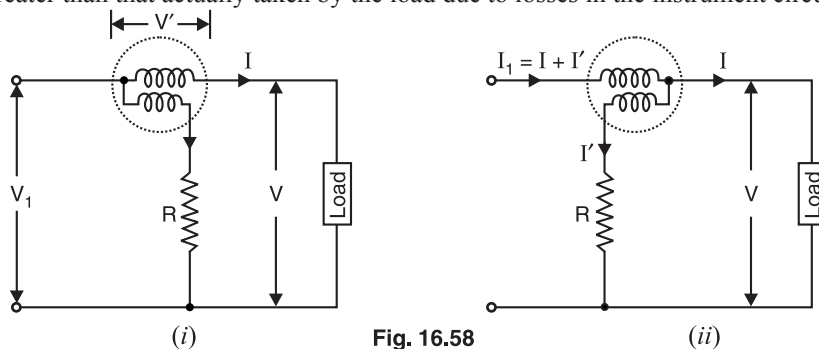 greater than that actually taken by the load due to losses in the instrument
V′
I
V1
R
V
Load
(i)
I1 = I + I′
I
I′
R
V
Load
(ii)
Fig. 16.58